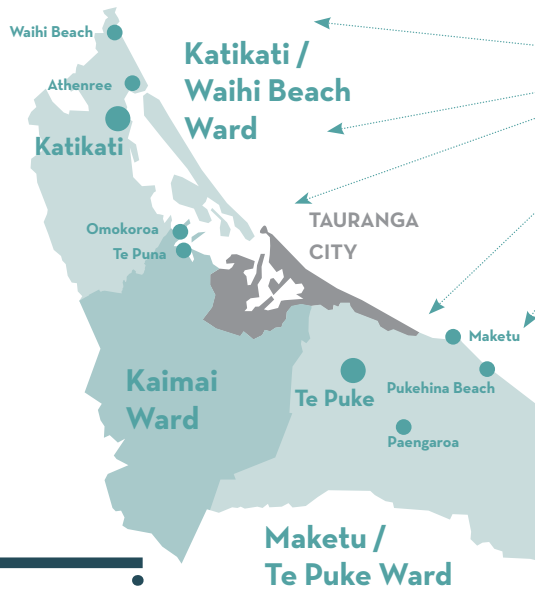 Waihi Beach
Katikati /
Waihi Beach
Ward
Athenree
Katikati
Omokoroa
Te Puna
TAURANGA
CITY
Maketu
Kaimai
Ward
Te Puke
Pukehina Beach
Paengaroa
Maketu /
Te Puke Ward